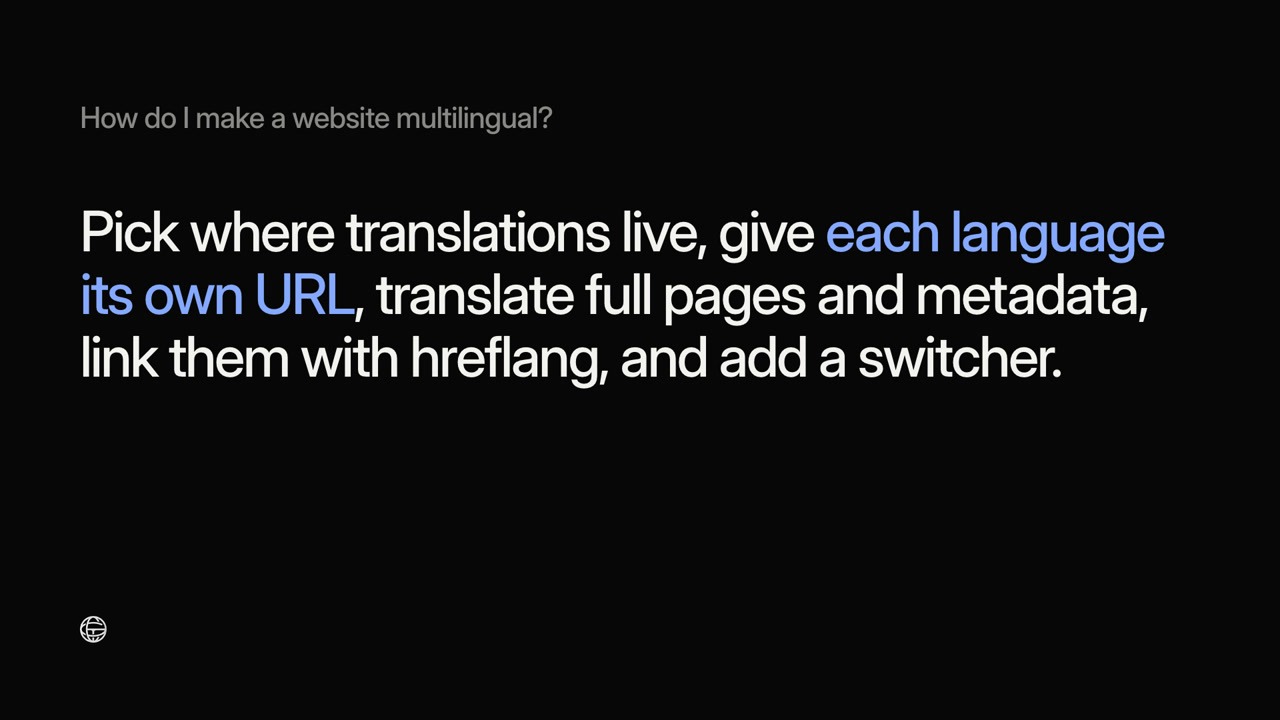 How do I make a website multilingual?
Pick where translations live, give each language
its own URL, translate full pages and metadata,
link them with hreflang, and add a switcher.